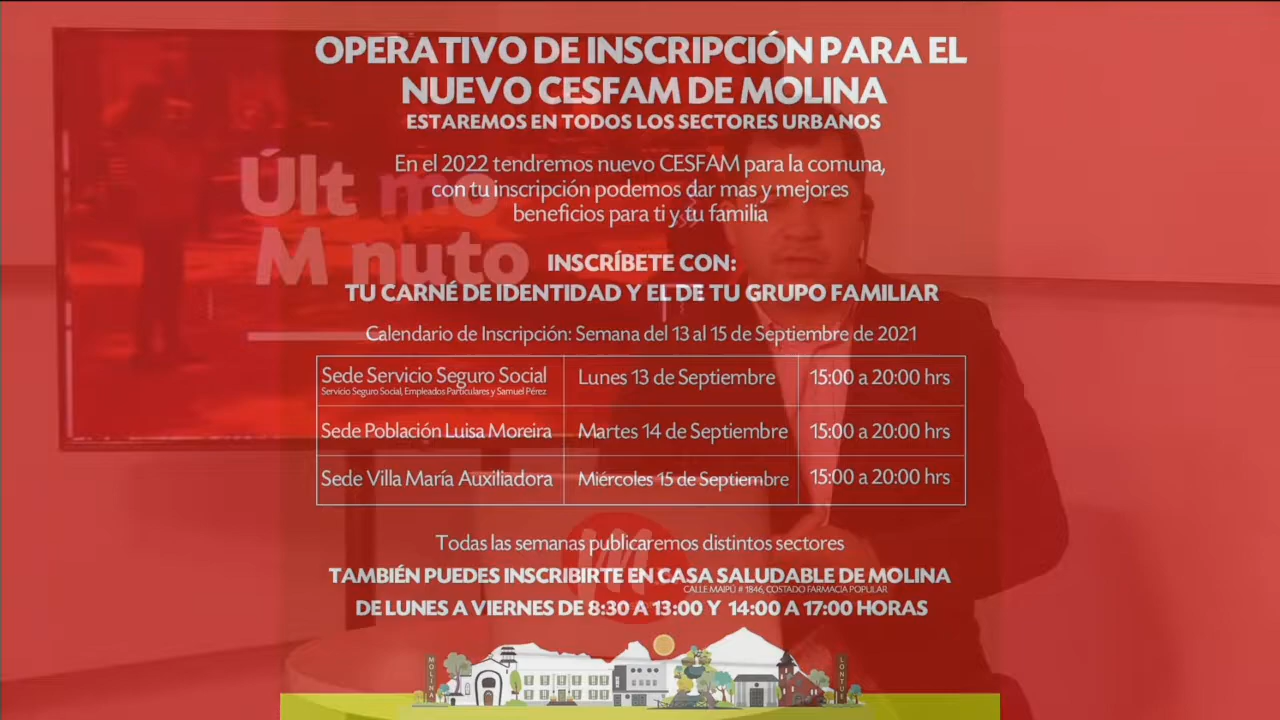 OPERATIVO DE INSCRIPCIÓN PARA EL
NUEVO CESFAM DE MOLINA
ESTAREMOS EN TODOS LOS SECTORES URBANOS
En el 2022 tendremos nuevo CESFAM para la comuna,
con tu inscripción podemos dar mas y mejores
beneficios para ti y tu familia
Últ mo
M nuto
INSCRÍBETE CON:
TU CARNÉ DE IDENTIDAD Y EL DE TU GRUPO FAMILIAR
Calendario de Inscripción: Semana del 13 al 15 de Septiembre de 2021
Sede Servicio Seguro Social Lunes 13 de Septiembre 15:00 a 20:00 hrs
Servicio Seguro Social, Empleados Particulares y Samuel Pérez
Sede Población Luisa Moreira Martes 14 de Septiembre 15:00 a 20:00 hrs
Sede Villa María Auxiliadora Miércoles 15 de Septiembre 15:00 a 20:00 hrs
Todas las semanas publicaremos distintos sectores
TAMBIÉN PUEDES INSCRIBIRTE EN CASA SALUDABLE DE MOLINA
CALLE MAIPÚ # 1846, COSTADO FARMACIA POPULAR
DE LUNES A VIERNES DE 8:30 A 13:00 Y 14:00 A 17:00 HORAS
MOLINA
LONTUÉ